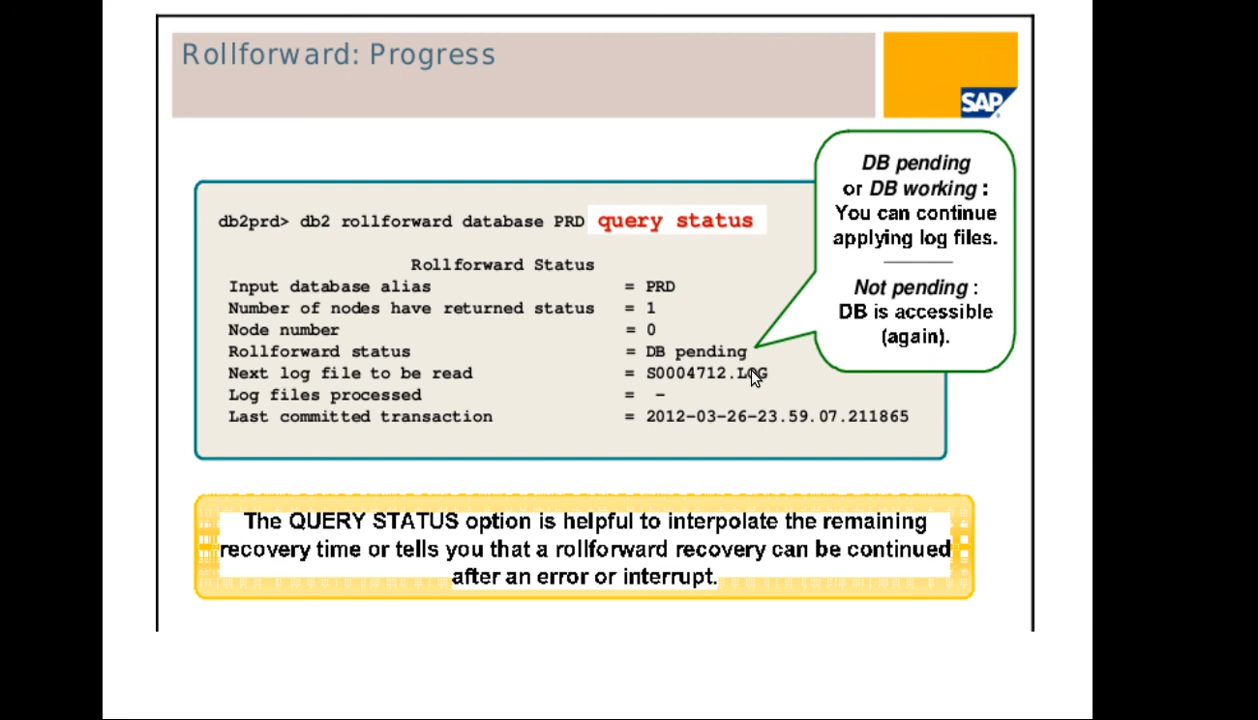 Rollforward: Progress
SAP
DB pending
or DB working :
You can continue
applying log files.
Not pending :
DB is accessible
(again).
db2prd> db2 rollforward database PRD query status
Rollforward Status
Input database alias = PRD
Number of nodes have returned status = 1
Node number = 0
Rollforward status = DB pending
Next log file to be read = S0004712.LOG
Log files processed = -
Last committed transaction = 2012-03-26-23.59.07.211865
The QUERY STATUS option is helpful to interpolate the remaining
recovery time or tells you that a rollforward recovery can be continued
after an error or interrupt.